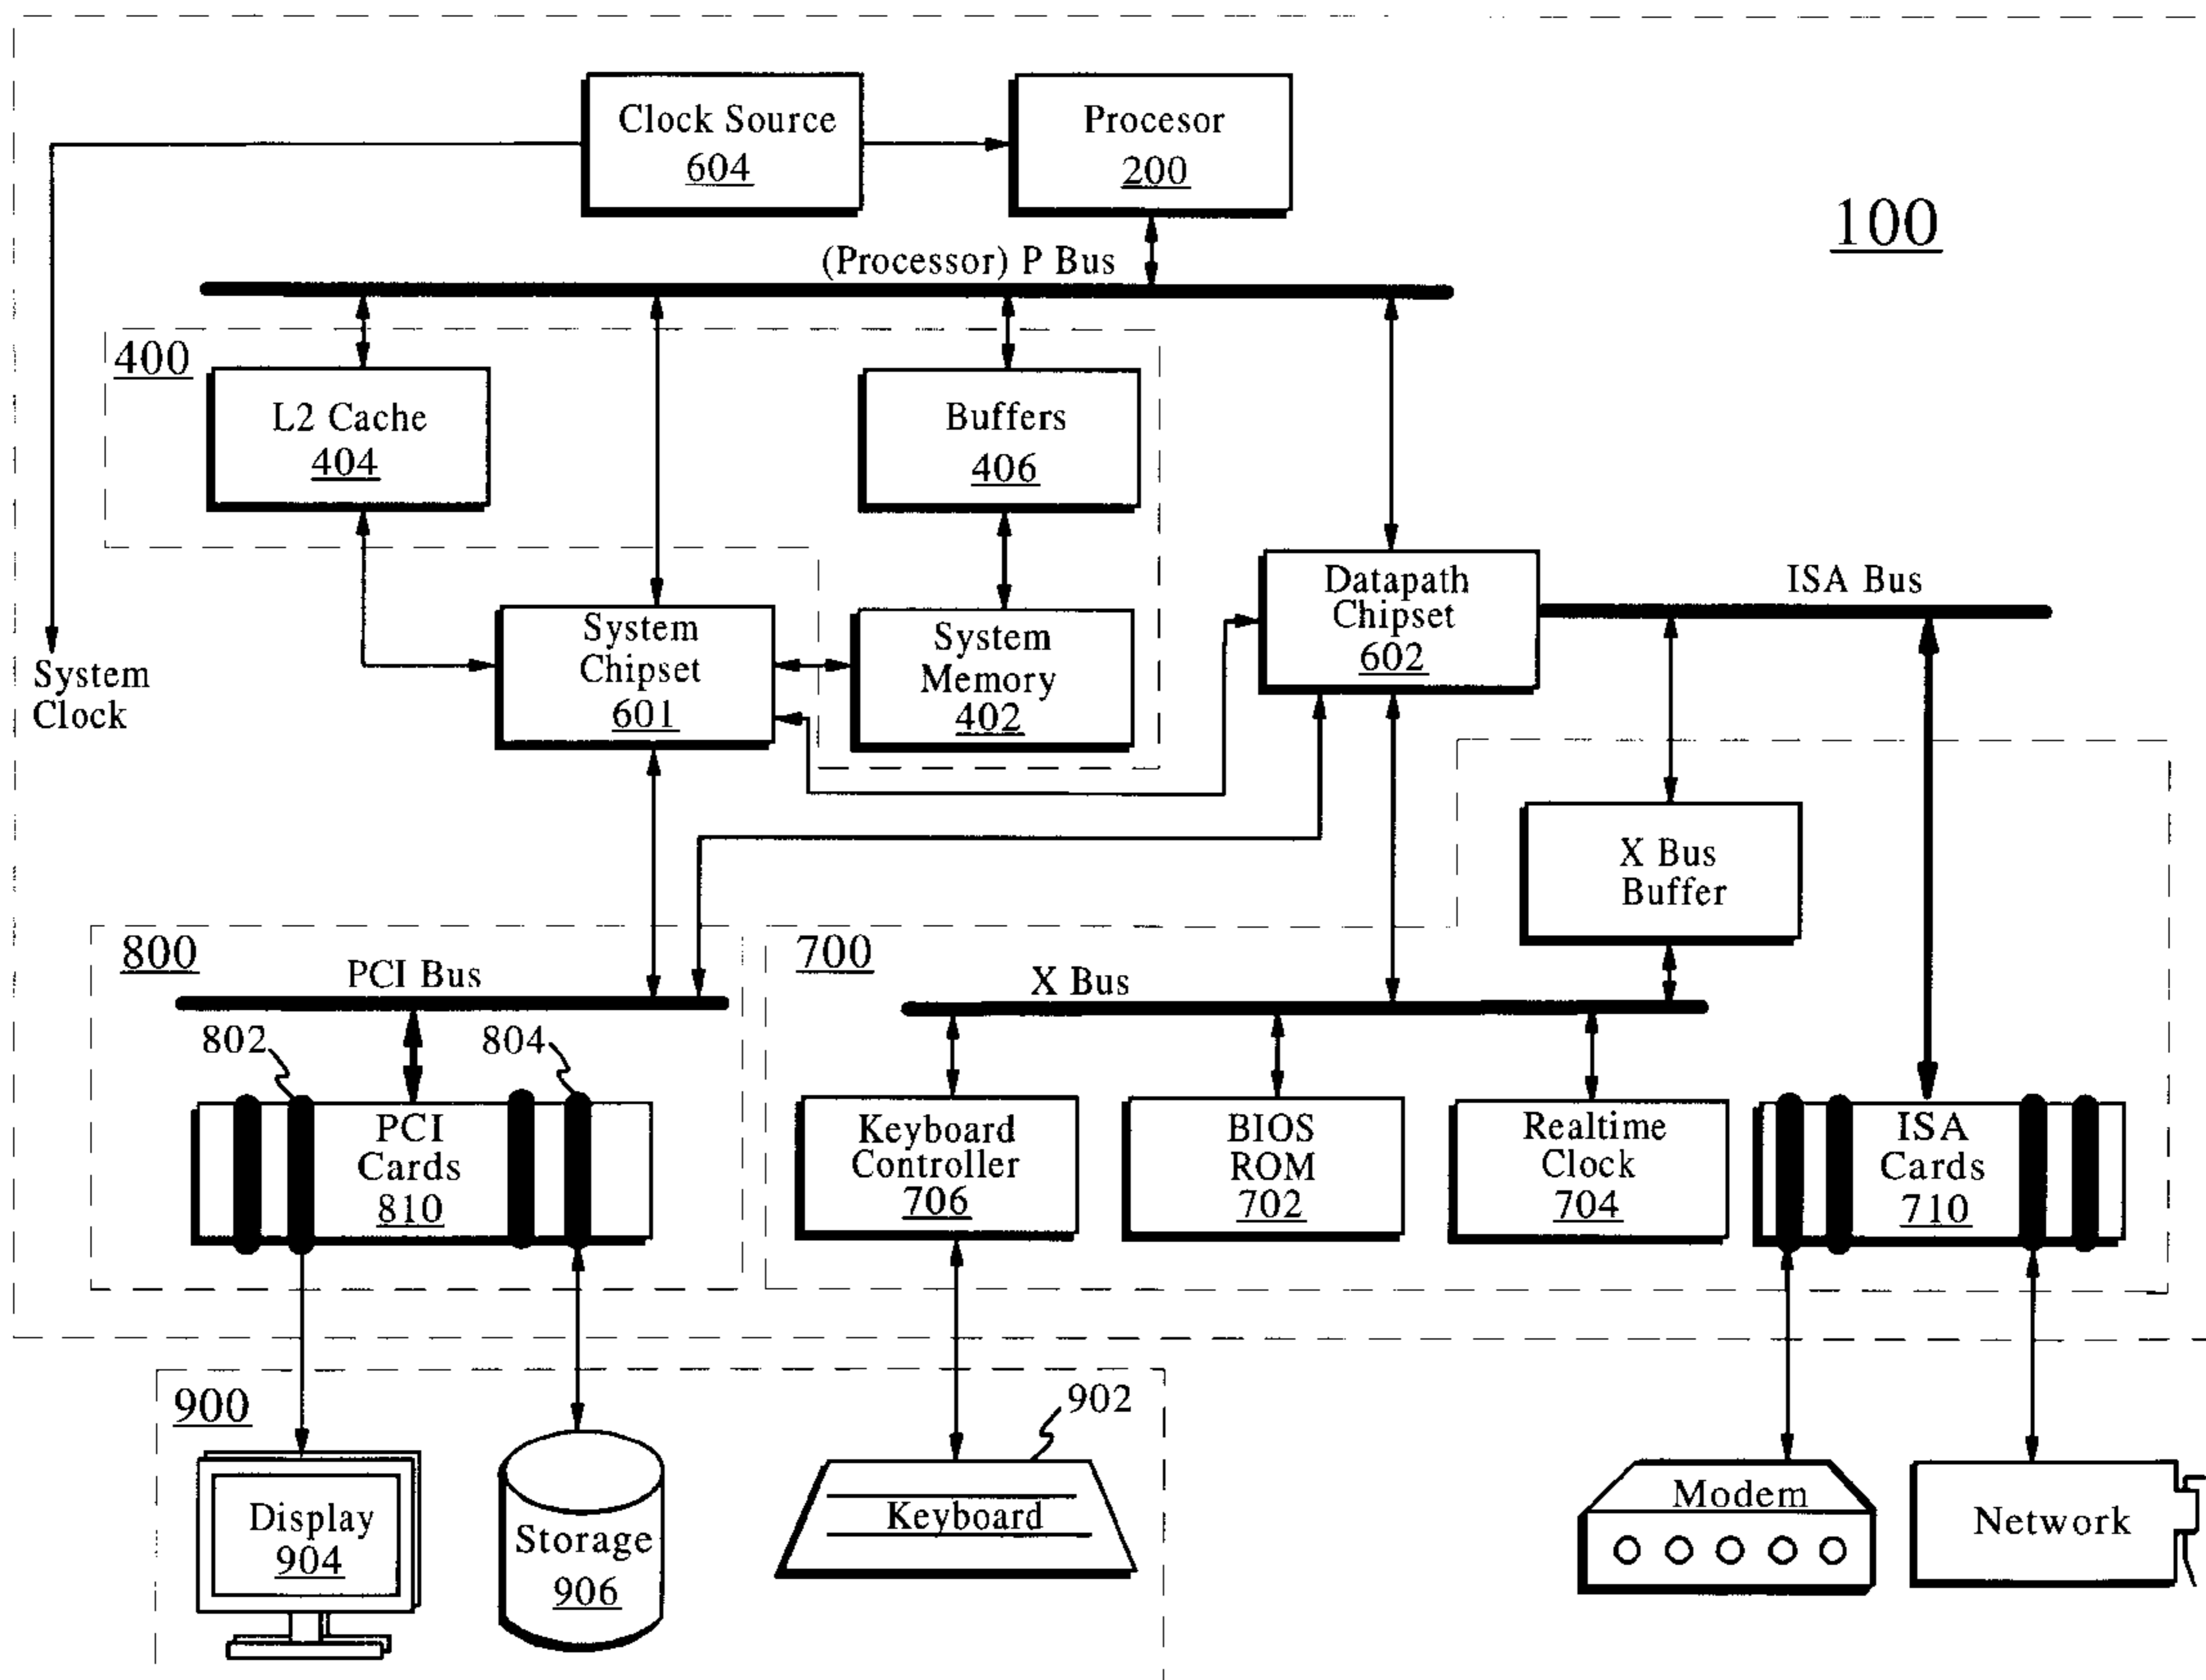 Clock Source
604
Procesor
200
100
(Processor) P Bus
400
L2 Cache
404
Buffers
406
System
Clock
System
Chipset
601
System
Memory
402
Datapath
Chipset
602
ISA Bus
X Bus
Buffer
800
PCI Bus
802
804
PCI
Cards
810
700
X Bus
Keyboard
Controller
706
BIOS
ROM
702
Realtime
Clock
704
ISA
Cards
710
900
Display
904
Storage
906
902
Keyboard
Modem
Network